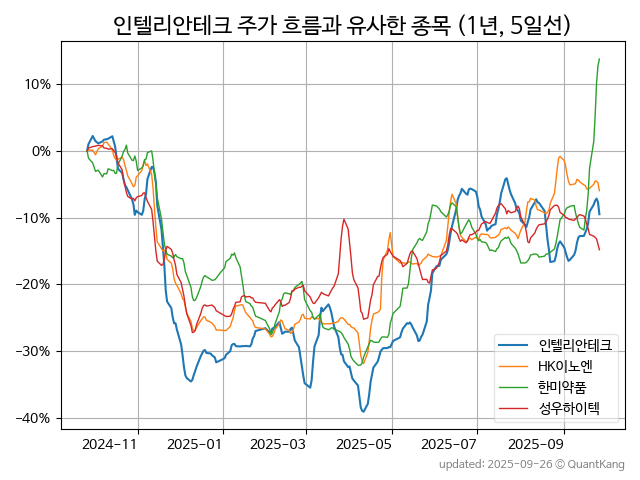 인텔리안테크 주가 흐름과 유사한 종목 (1년, 5일선)
10%
0%
−10%
−20%
−30%
−40%
인텔리안테크
HK이노엔
한미약품
성우하이텍
2024-11 2025-01 2025-03 2025-05 2025-07 2025-09
updated: 2025-09-26 © QuantKang